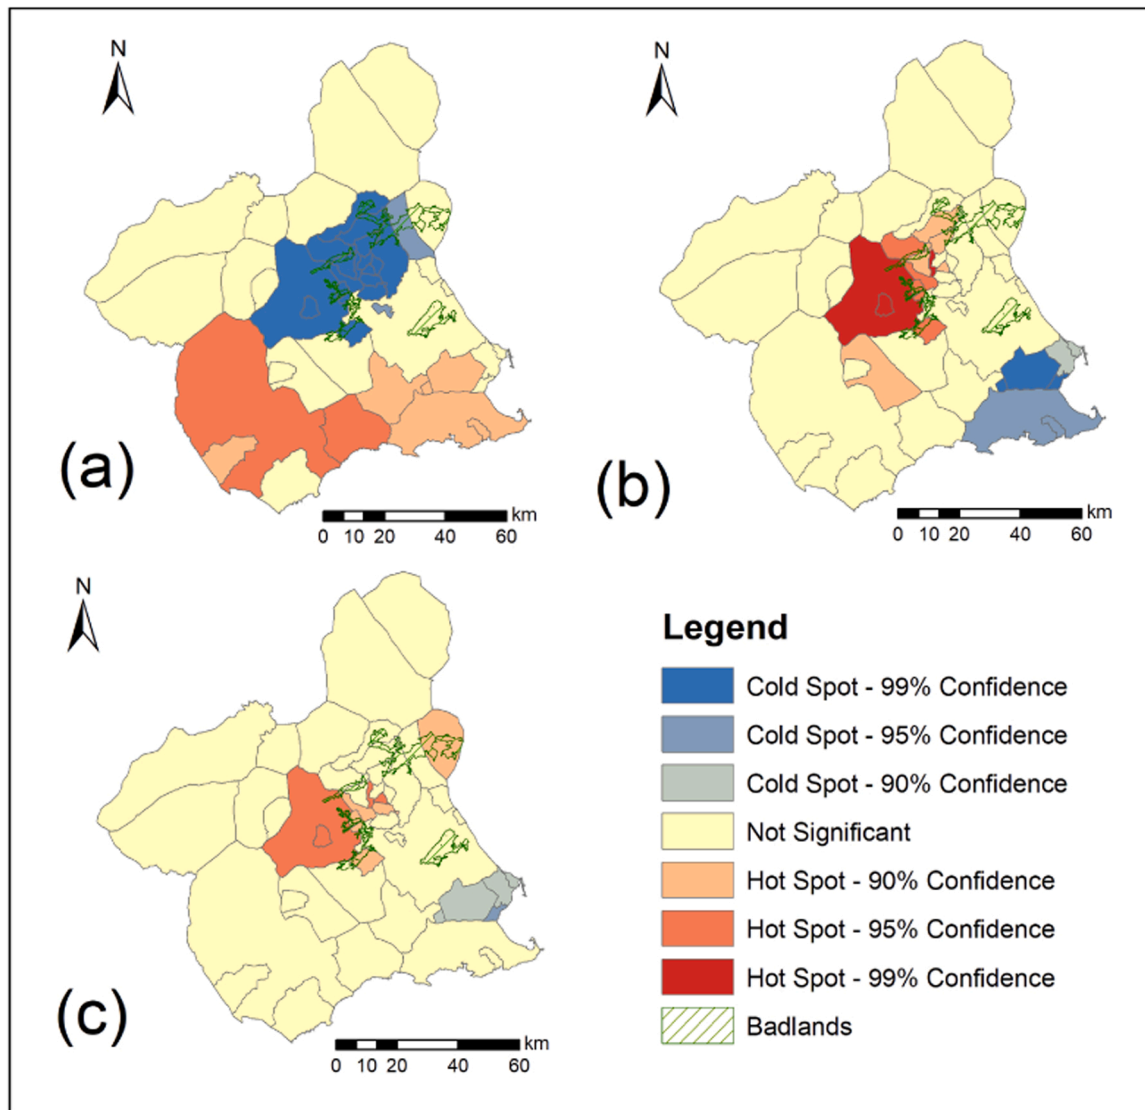 N
N
(a)
(b)
km
0 10 20 40 60
km
0 10 20 40 60
N
(c)
km
0 10 20 40 60
Legend
Cold Spot - 99% Confidence
Cold Spot - 95% Confidence
Cold Spot - 90% Confidence
Not Significant
Hot Spot - 90% Confidence
Hot Spot - 95% Confidence
Hot Spot - 99% Confidence
Badlands